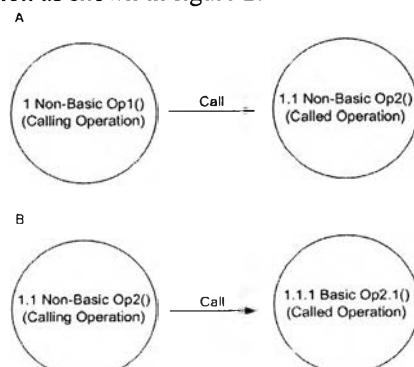 A
1 Non-Basic Op1()
(Calling Operation)
Call
1.1 Non-Basic Op2()
(Called Operation)
B
1.1 Non-Basic Op2()
(Calling Operation)
Call
1.1.1 Basic Op2.1()
(Called Operation)